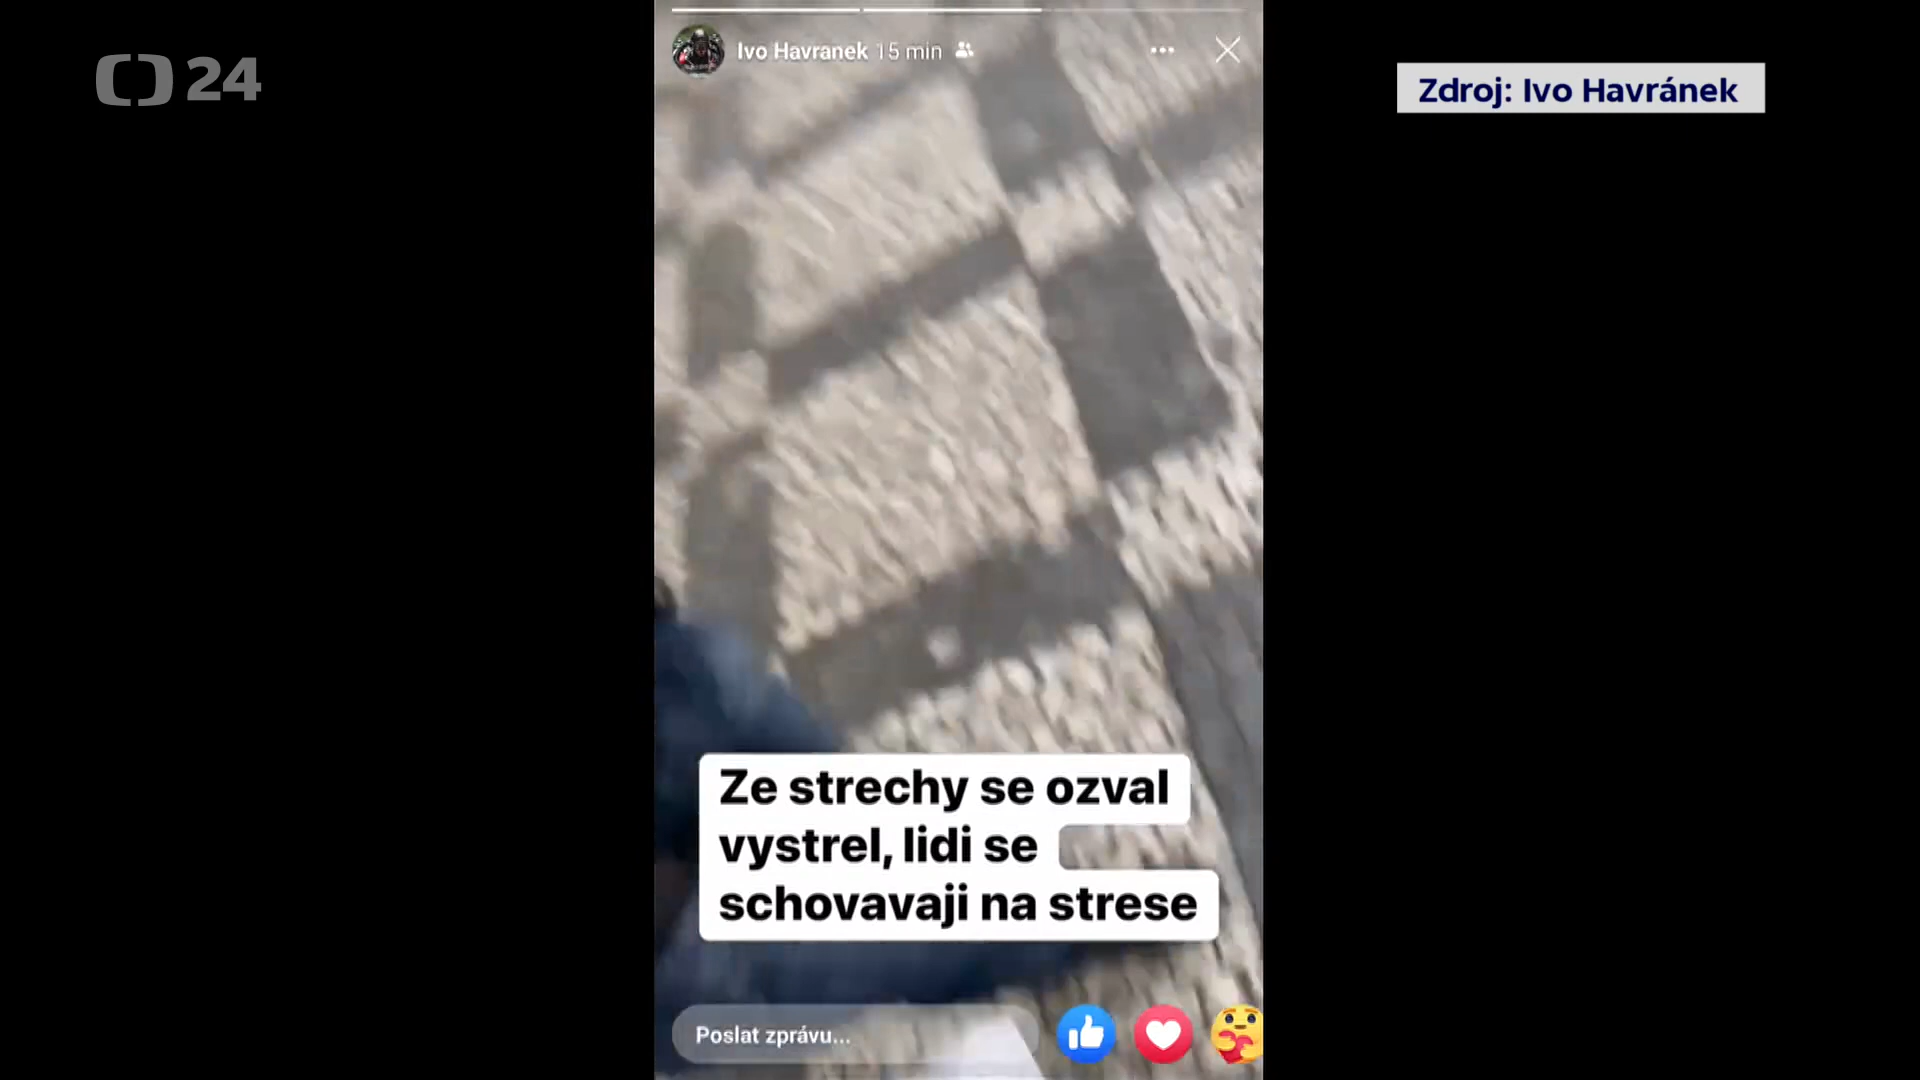 24
Ivo Havranek 15 min
Zdroj: Ivo Havránek
Ze strechy se ozval
vystrel, lidi se
schovavaji na strese
Poslat zprávu...